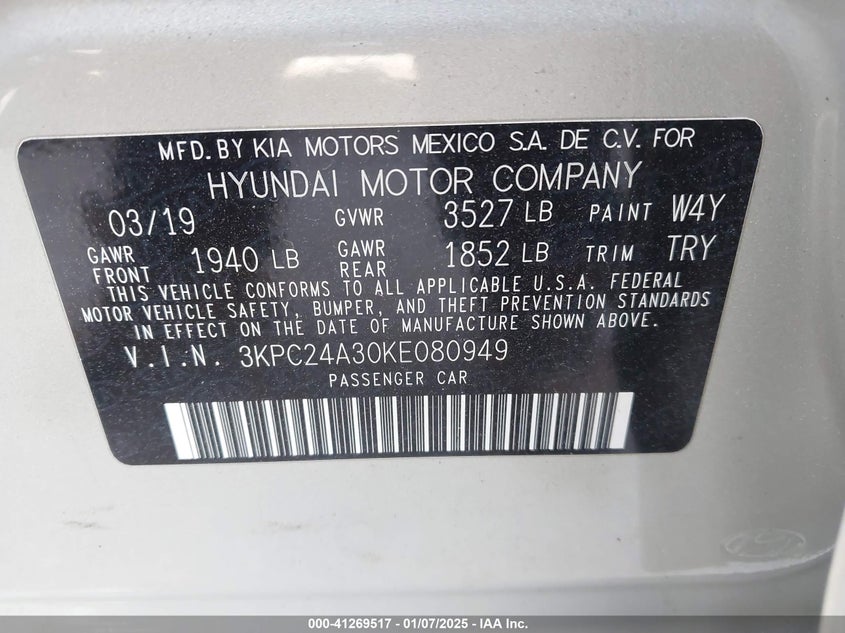 MFD. BY KIA MOTORS MEXICO S.A. DE C.V. FOR
HYUNDAI MOTOR COMPANY
03/19 GVWR 3527 LB PAINT W4Y
GAWR FRONT 1940 LB GAWR REAR 1852 LB TRIM TRY
THIS VEHICLE CONFORMS TO ALL APPLICABLE U.S.A. FEDERAL
MOTOR VEHICLE SAFETY, BUMPER, AND THEFT PREVENTION STANDARDS
IN EFFECT ON THE DATE OF MANUFACTURE SHOWN ABOVE.
V.I.N. 3KPC24A30KE080949
PASSENGER CAR
000-41269517 - 01/07/2025 - IAA Inc.